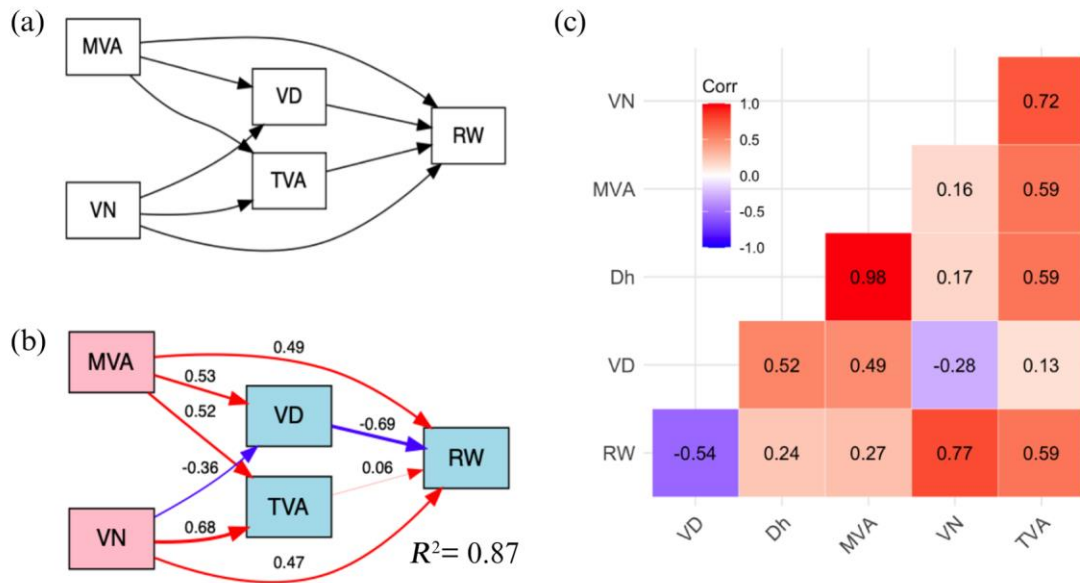 (a)
MVA
VD
RW
TVA
VN
(b)
MVA
0.49
0.53
0.52
VD
-0.69
RW
-0.36
0.06
TVA
VN
0.68
0.47
R²= 0.87
(c)
Corr
1.0
0.5
0.0
-0.5
-1.0
VN
0.72
MVA
0.16
0.59
Dh
0.98
0.17
0.59
VD
0.52
0.49
-0.28
0.13
RW
-0.54
0.24
0.27
0.77
0.59
VD
Dh
MVA
VN
TVA